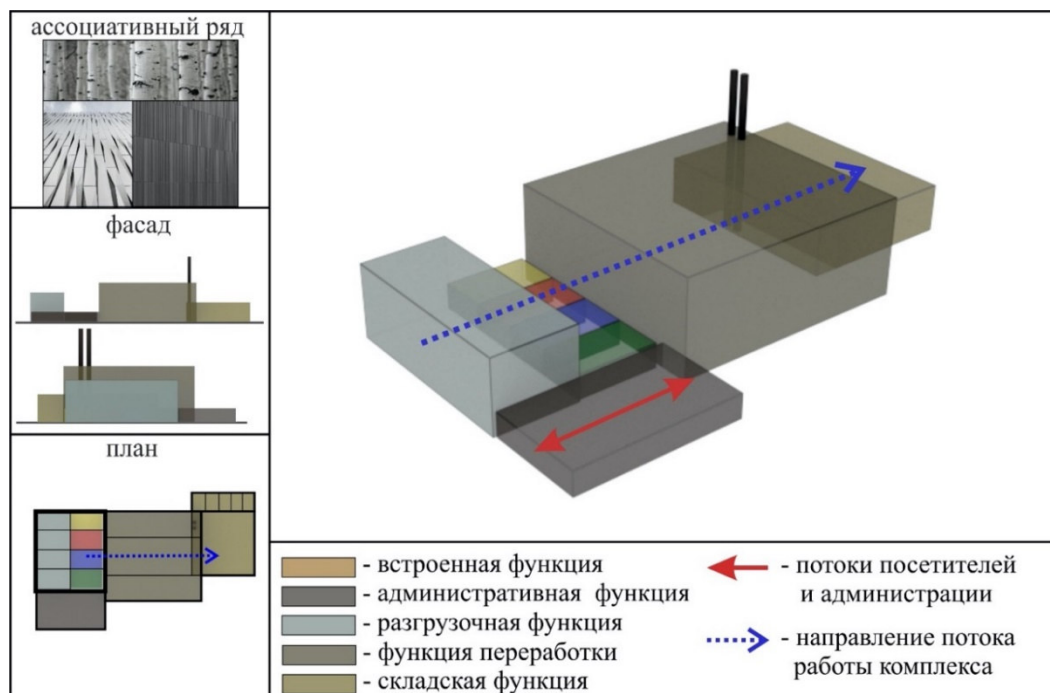 ассоциативный ряд
фасад
план
- встроенная функция
- административная функция
- разгрузочная функция
- функция переработки
- складская функция
- потоки посетителей
и администрации
- направление потока
работы комплекса